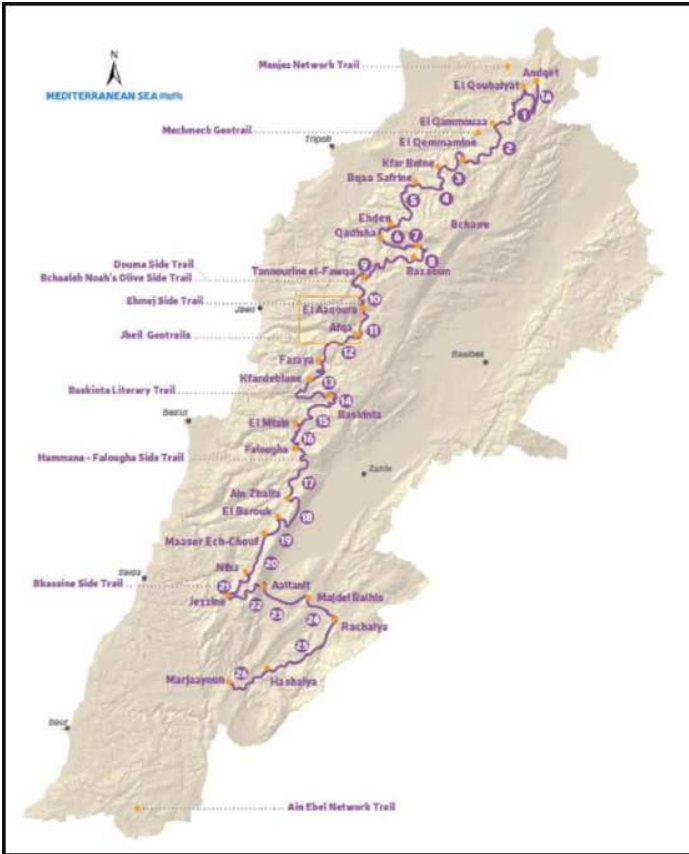 N
MEDITERRANEAN SEA
Menjez Network Trail
Andqet
El Qoubaiyat
1A
1
El Qammouaa
Mechmech Geotrail
2
El Qemmamine
Tripoli
Kfar Bnine
3
Bqaa Safrine
4
5
Ehden
Bcharre
Qadisha
6
7
Douma Side Trail
9
8
Bazaoun
Tannourine el-Fawqa
Bchaaleh Noah's Olive Side Trail
Ehmej Side Trail
10
Jbeil
El Aaqoura
Afqa
11
Jbeil Geotrails
12
Faraya
Baalbek
Kfardebiane
13
Baskinta Literary Trail
14
Baskinta
Beirut
El Mtain
15
16
Falougha
Hammana - Falougha Side Trail
Zahle
17
Ain Zhalta
El Barouk
18
Maaser Ech-Chouf
19
20
Niha
Saida
Bkassine Side Trail
21
Aaitanit
Jezzine
22
23
Majdel Balhis
24
Rachaiya
25
26
Hasbaiya
Marjaayoun
Ain Ebel Network Trail